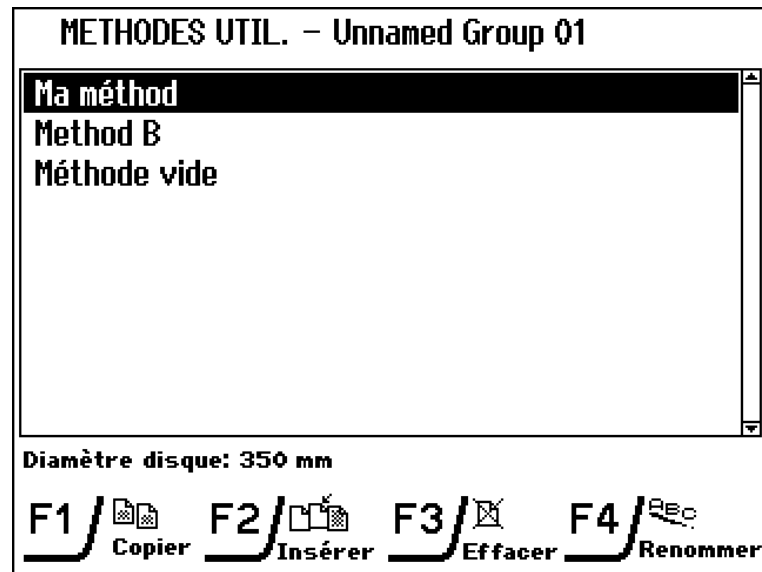 METHODES UTIL. – Unnamed Group 01
Ma méthod
Method B
Méthode vide
Diamètre disque: 350 mm
F1 Copier F2 Insérer F3 Effacer F4 ABC Renommer